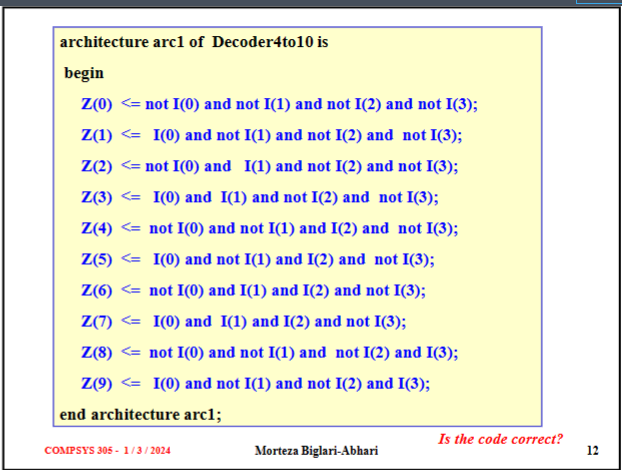 architecture arc1 of Decoder4to10 is
begin
Z(0) <= not I(0) and not I(1) and not I(2) and not I(3);
Z(1) <= I(0) and not I(1) and not I(2) and not I(3);
Z(2) <= not I(0) and I(1) and not I(2) and not I(3);
Z(3) <= I(0) and I(1) and not I(2) and not I(3);
Z(4) <= not I(0) and not I(1) and I(2) and not I(3);
Z(5) <= I(0) and not I(1) and I(2) and not I(3);
Z(6) <= not I(0) and I(1) and I(2) and not I(3);
Z(7) <= I(0) and I(1) and I(2) and not I(3);
Z(8) <= not I(0) and not I(1) and not I(2) and I(3);
Z(9) <= I(0) and not I(1) and not I(2) and I(3);
end architecture arc1;
Is the code correct?
COMPSYS 305 - 1 / 3 / 2024 Morteza Biglari-Abhari 12